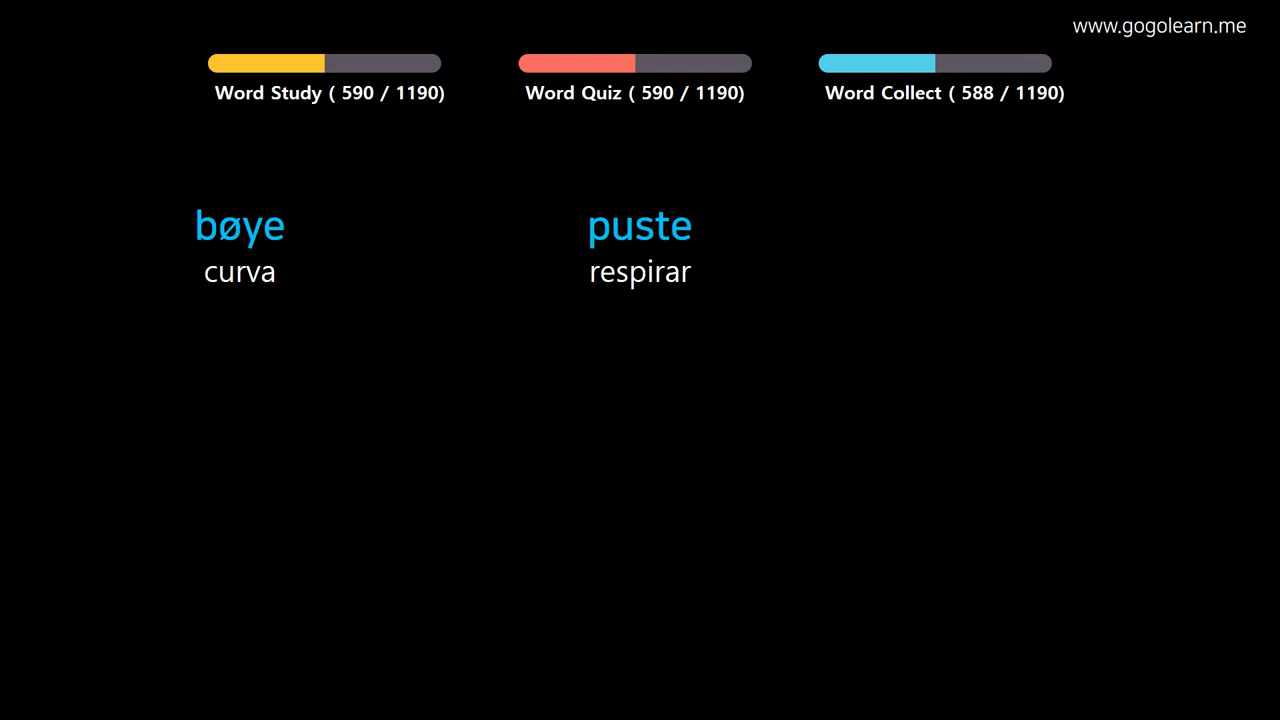 www.gogolearn.me
Word Study ( 590 / 1190)
Word Quiz ( 590 / 1190)
Word Collect ( 588 / 1190)
bøye
curva
puste
respirar